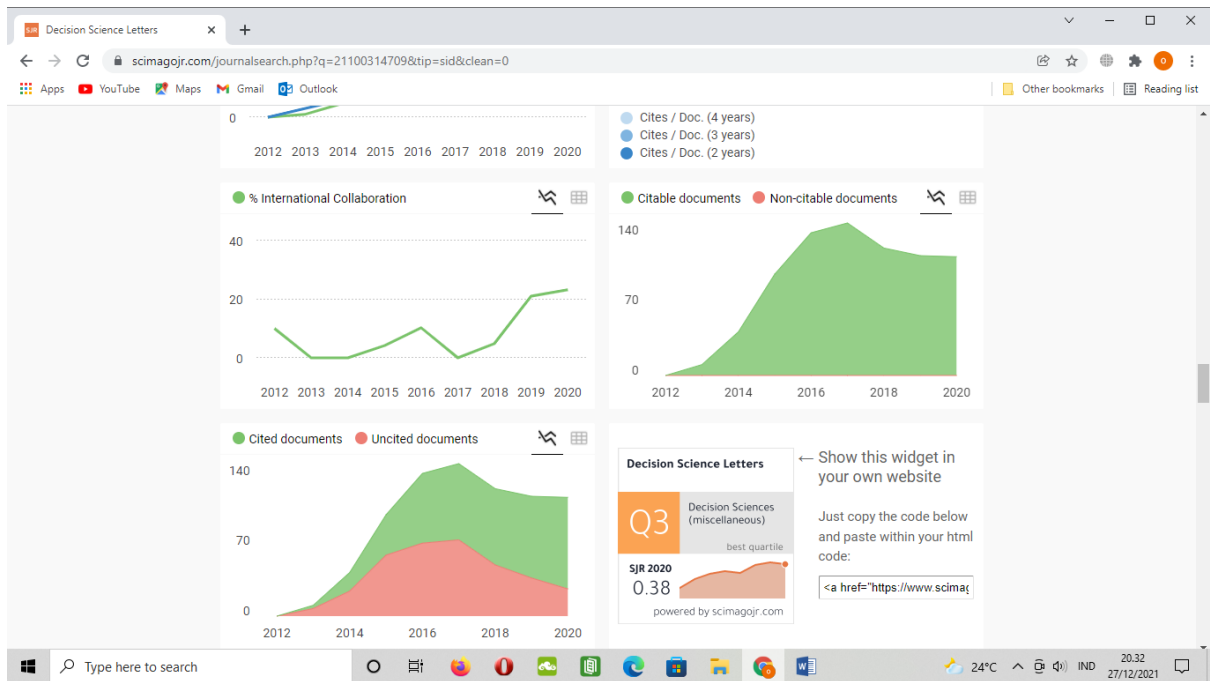 SJR Decision Science Letters
scimagojr.com/journalsearch.php?q=21100314709&tip=sid&clean=0
o
Apps YouTube Maps Gmail Outlook
Other bookmarks Reading list
0
2012 2013 2014 2015 2016 2017 2018 2019 2020
Cites / Doc. (4 years)
Cites / Doc. (3 years)
Cites / Doc. (2 years)
% International Collaboration
40
20
0
2012 2013 2014 2015 2016 2017 2018 2019 2020
Citable documents Non-citable documents
140
70
0
2012 2014 2016 2018 2020
Cited documents Uncited documents
140
70
0
2012 2014 2016 2018 2020
Decision Science Letters
Q3
Decision Sciences
(miscellaneous)
best quartile
SJR 2020
0.38
powered by scimagojr.com
← Show this widget in
your own website
Just copy the code below
and paste within your html
code:
<a href="https://www.scimag
Type here to search
24°C
IND
20.32
27/12/2021